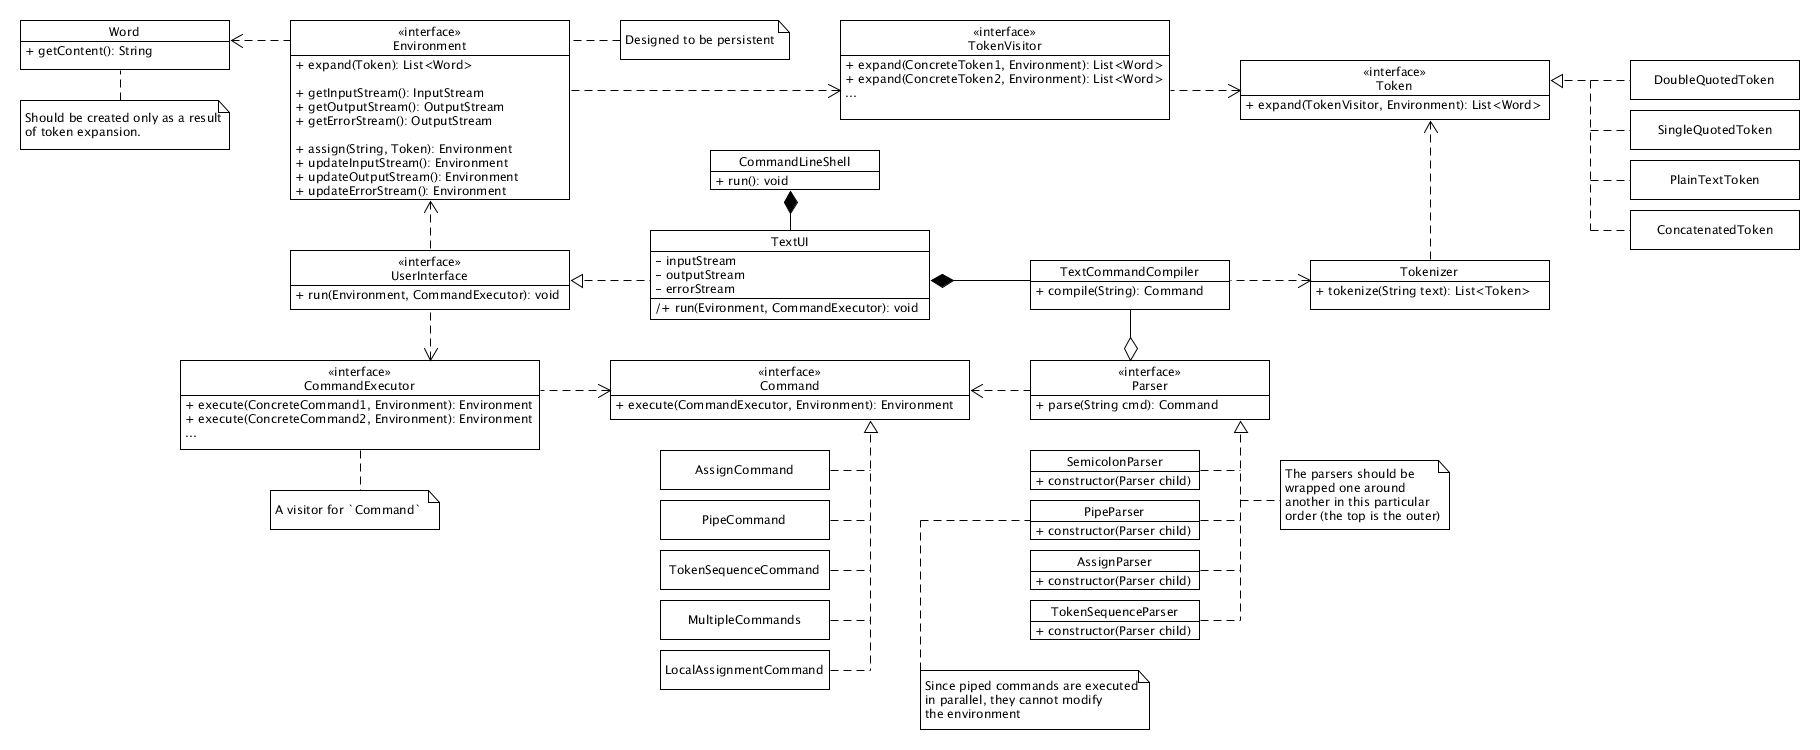 Word
+ getContent(): String
Should be created only as a result
of token expansion.
«interface»
Environment
+ expand(Token): List<Word>
+ getInputStream(): InputStream
+ getOutputStream(): OutputStream
+ getErrorStream(): OutputStream
+ assign(String, Token): Environment
+ updateInputStream(): Environment
+ updateOutputStream(): Environment
+ updateErrorStream(): Environment
Designed to be persistent
«interface»
TokenVisitor
+ expand(ConcreteToken1, Environment): List<Word>
+ expand(ConcreteToken2, Environment): List<Word>
...
«interface»
Token
+ expand(TokenVisitor, Environment): List<Word>
DoubleQuotedToken
SingleQuotedToken
PlainTextToken
ConcatenatedToken
CommandLineShell
+ run(): void
«interface»
UserInterface
+ run(Environment, CommandExecutor): void
TextUI
– inputStream
– outputStream
– errorStream
/+ run(Evironment, CommandExecutor): void
TextCommandCompiler
+ compile(String): Command
Tokenizer
+ tokenize(String text): List<Token>
«interface»
CommandExecutor
+ execute(ConcreteCommand1, Environment): Environment
+ execute(ConcreteCommand2, Environment): Environment
...
A visitor for `Command`
«interface»
Command
+ execute(CommandExecutor, Environment): Environment
AssignCommand
PipeCommand
TokenSequenceCommand
MultipleCommands
LocalAssignmentCommand
«interface»
Parser
+ parse(String cmd): Command
SemicolonParser
+ constructor(Parser child)
PipeParser
+ constructor(Parser child)
AssignParser
+ constructor(Parser child)
TokenSequenceParser
+ constructor(Parser child)
The parsers should be
wrapped one around
another in this particular
order (the top is the outer)
Since piped commands are executed
in parallel, they cannot modify
the environment